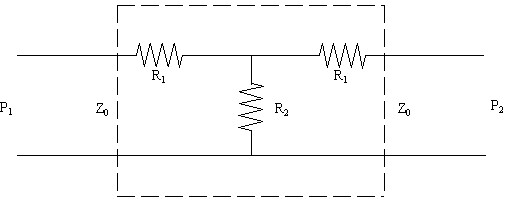 R₁
R₁
P₁
Z₀
R₂
Z₀
P₂